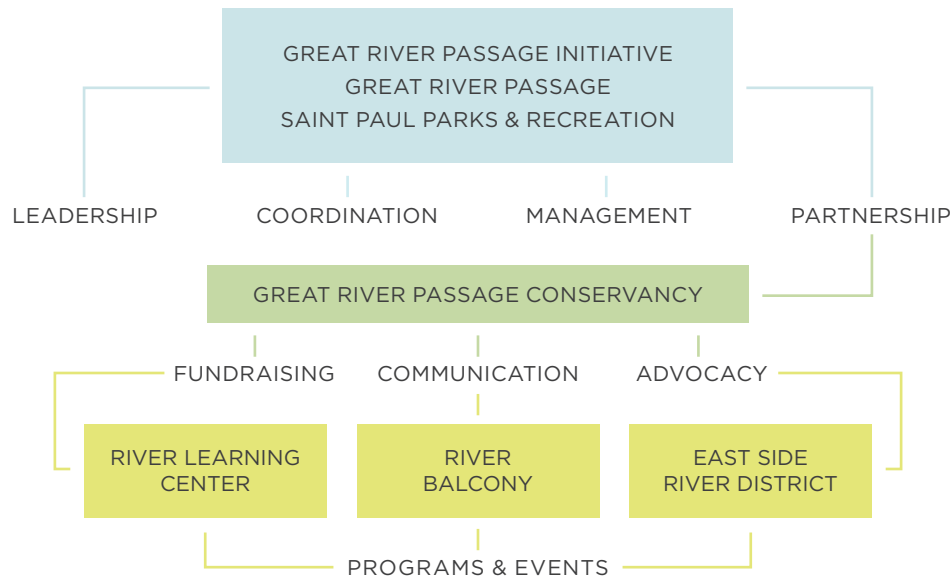 GREAT RIVER PASSAGE INITIATIVE
GREAT RIVER PASSAGE
SAINT PAUL PARKS & RECREATION
LEADERSHIP
COORDINATION
MANAGEMENT
PARTNERSHIP
GREAT RIVER PASSAGE CONSERVANCY
FUNDRAISING
COMMUNICATION
ADVOCACY
RIVER LEARNING
CENTER
RIVER
BALCONY
EAST SIDE
RIVER DISTRICT
PROGRAMS & EVENTS